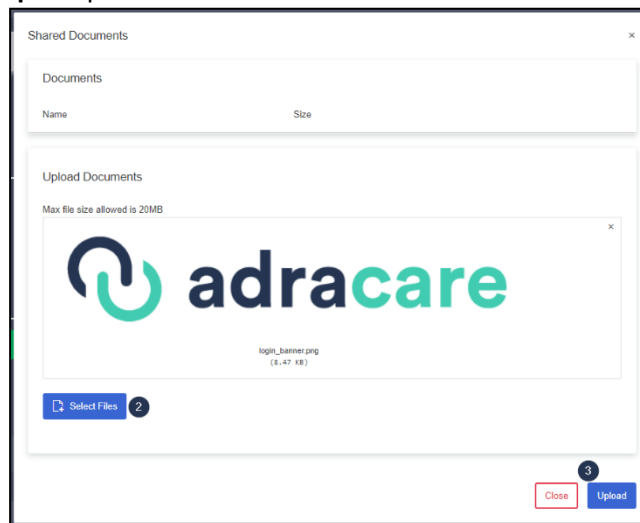 Shared Documents ×
Documents
Name Size
Upload Documents
Max file size allowed is 20MB
×
adracare
login_banner.png
(8.47 KB)
Select Files 2
3
Close Upload